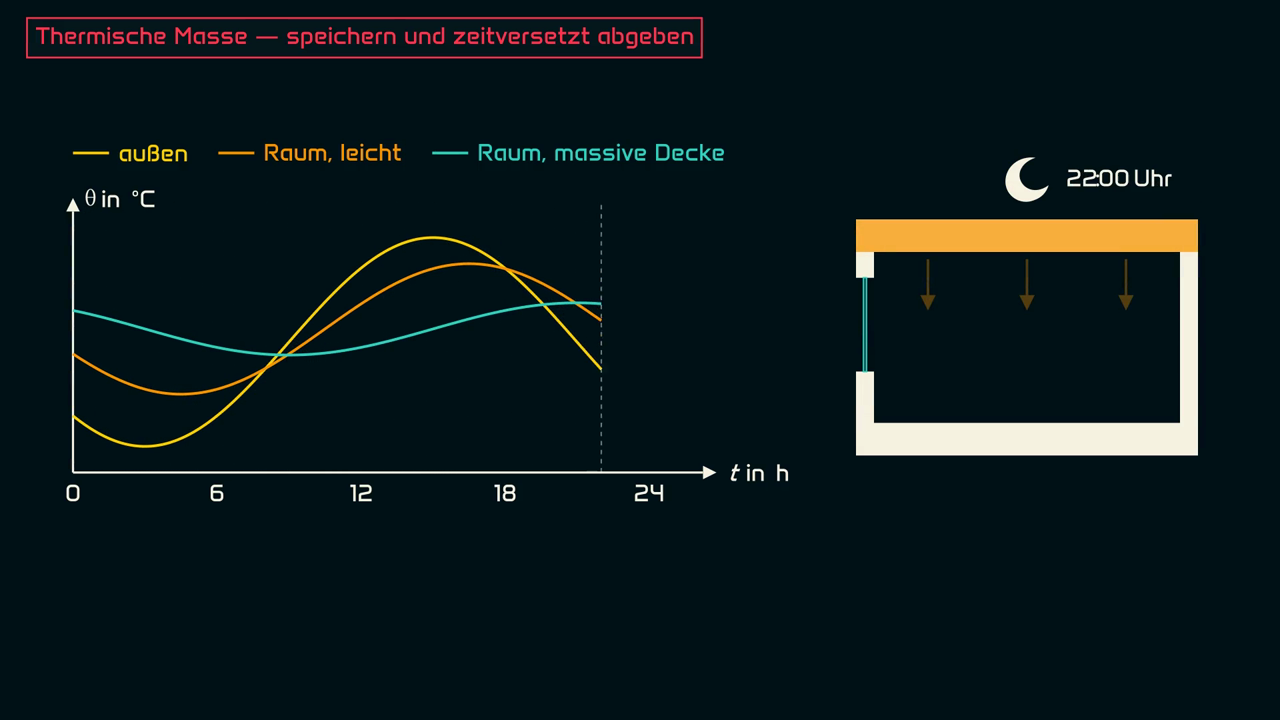 Thermische Masse — speichern und zeitversetzt abgeben
außen Raum, leicht Raum, massive Decke
22:00 Uhr
θ in °C
t in h
0 6 12 18 24